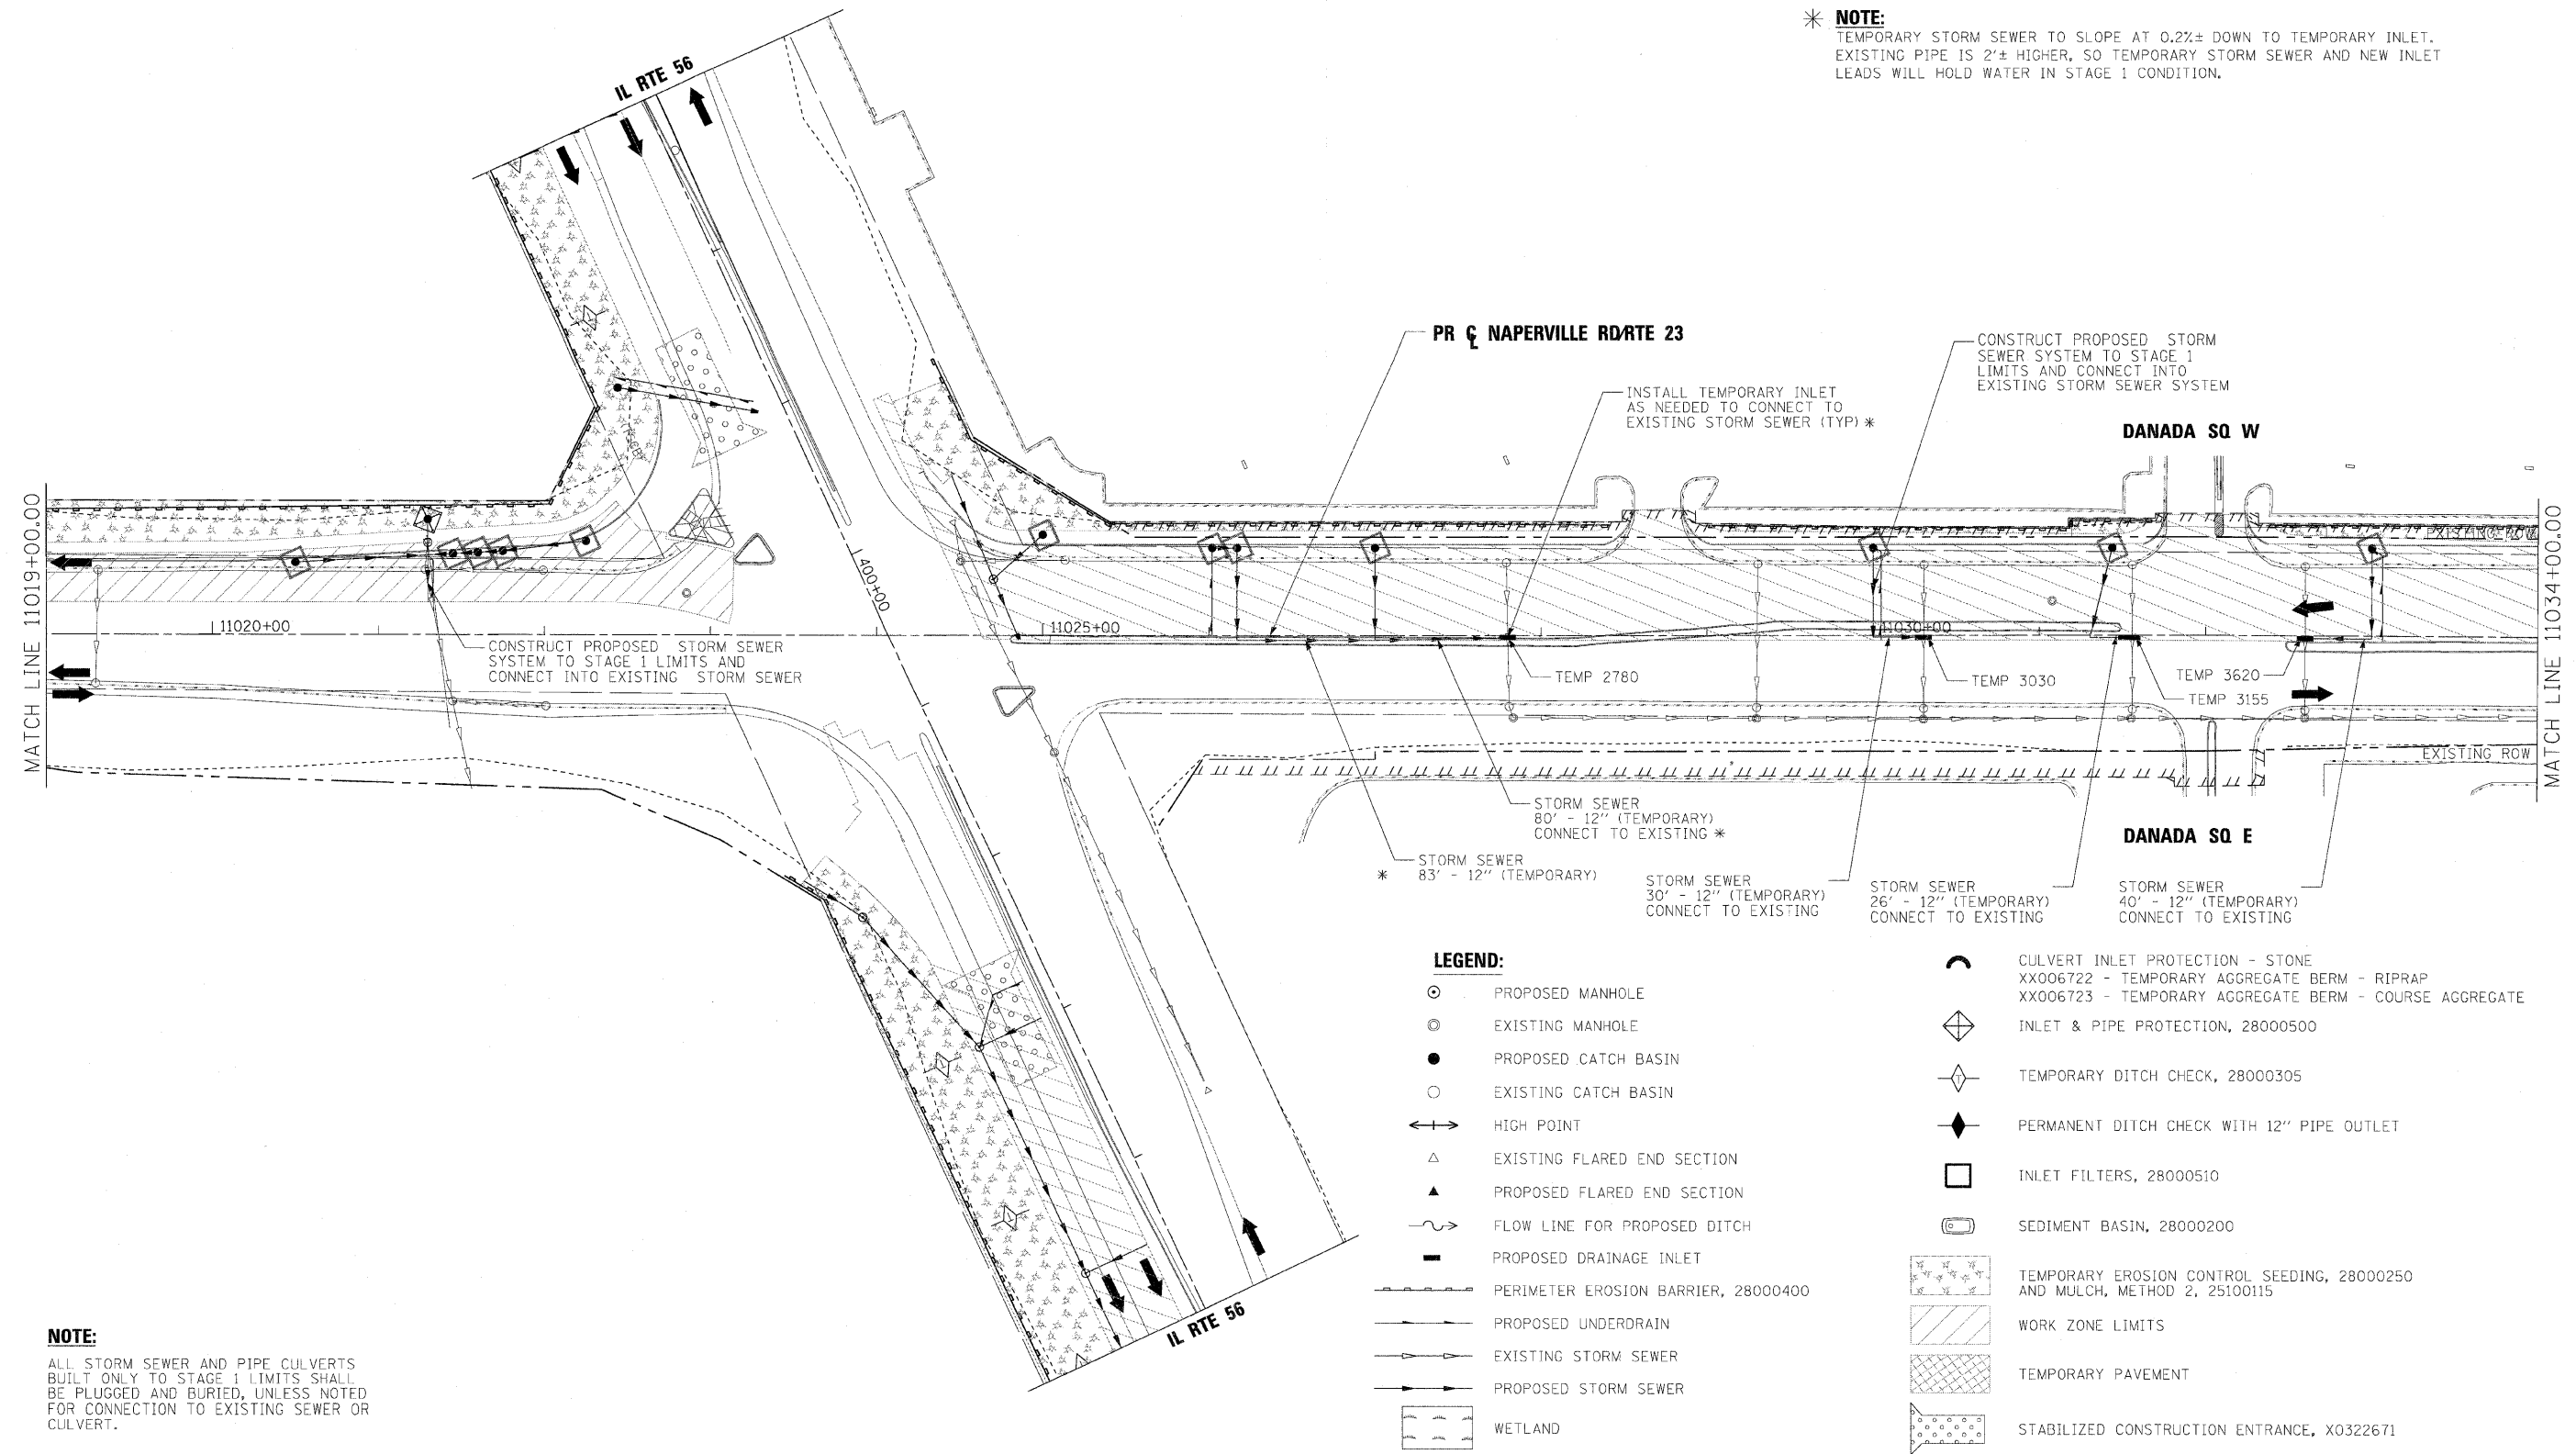 NOTE:
TEMPORARY STORM SEWER TO SLOPE AT 0.2%± DOWN TO TEMPORARY INLET.
EXISTING PIPE IS 2'± HIGHER, SO TEMPORARY STORM SEWER AND NEW INLET
LEADS WILL HOLD WATER IN STAGE 1 CONDITION.
IL RTE 56
PR ℄ NAPERVILLE RD/RTE 23
CONSTRUCT PROPOSED STORM
SEWER SYSTEM TO STAGE 1
LIMITS AND CONNECT INTO
EXISTING STORM SEWER SYSTEM
INSTALL TEMPORARY INLET
AS NEEDED TO CONNECT TO
EXISTING STORM SEWER (TYP) *
DANADA SQ W
MATCH LINE 11019+00.00
MATCH LINE 11034+00.00
EXISTING ROW
400+00
11020+00
11025+00
11030+00
CONSTRUCT PROPOSED STORM SEWER
SYSTEM TO STAGE 1 LIMITS AND
CONNECT INTO EXISTING STORM SEWER
TEMP 2780
TEMP 3030
TEMP 3620
TEMP 3155
EXISTING ROW
STORM SEWER
80' - 12" (TEMPORARY)
CONNECT TO EXISTING *
STORM SEWER
* 83' - 12" (TEMPORARY)
STORM SEWER
30' - 12" (TEMPORARY)
CONNECT TO EXISTING
STORM SEWER
26' - 12" (TEMPORARY)
CONNECT TO EXISTING
DANADA SQ E
STORM SEWER
40' - 12" (TEMPORARY)
CONNECT TO EXISTING
IL RTE 56
LEGEND:
PROPOSED MANHOLE
EXISTING MANHOLE
PROPOSED CATCH BASIN
EXISTING CATCH BASIN
HIGH POINT
EXISTING FLARED END SECTION
PROPOSED FLARED END SECTION
FLOW LINE FOR PROPOSED DITCH
PROPOSED DRAINAGE INLET
PERIMETER EROSION BARRIER, 28000400
PROPOSED UNDERDRAIN
EXISTING STORM SEWER
PROPOSED STORM SEWER
WETLAND
CULVERT INLET PROTECTION - STONE
XX006722 - TEMPORARY AGGREGATE BERM - RIPRAP
XX006723 - TEMPORARY AGGREGATE BERM - COURSE AGGREGATE
INLET & PIPE PROTECTION, 28000500
TEMPORARY DITCH CHECK, 28000305
PERMANENT DITCH CHECK WITH 12" PIPE OUTLET
INLET FILTERS, 28000510
SEDIMENT BASIN, 28000200
TEMPORARY EROSION CONTROL SEEDING, 28000250
AND MULCH, METHOD 2, 25100115
WORK ZONE LIMITS
TEMPORARY PAVEMENT
STABILIZED CONSTRUCTION ENTRANCE, X0322671
NOTE:
ALL STORM SEWER AND PIPE CULVERTS
BUILT ONLY TO STAGE 1 LIMITS SHALL
BE PLUGGED AND BURIED, UNLESS NOTED
FOR CONNECTION TO EXISTING SEWER OR
CULVERT.